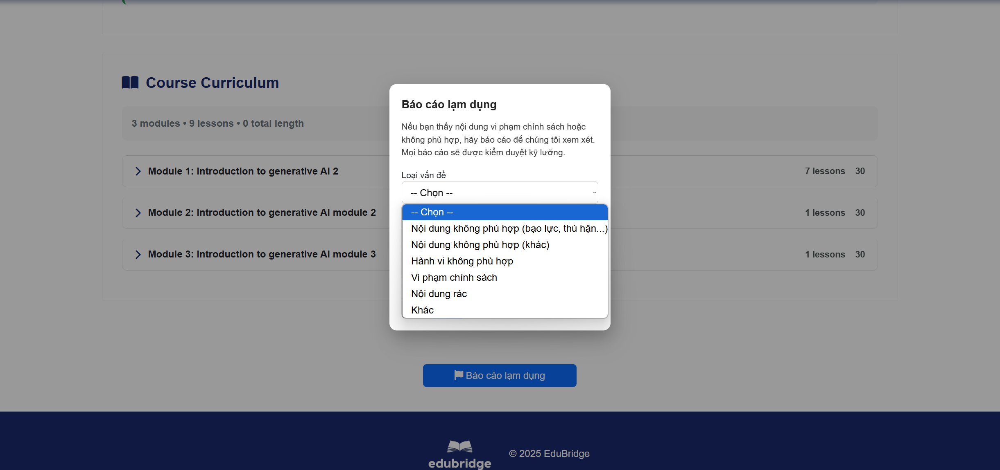 Course Curriculum
3 modules • 9 lessons • 0 total length
Module 1: Introduction to generative AI 2
7 lessons 30
Module 2: Introduction to generative AI module 2
1 lessons 30
Module 3: Introduction to generative AI module 3
1 lessons 30
Báo cáo lạm dụng
Nếu bạn thấy nội dung vi phạm chính sách hoặc
không phù hợp, hãy báo cáo để chúng tôi xem xét.
Mọi báo cáo sẽ được kiểm duyệt kỹ lưỡng.
Loại vấn đề
-- Chọn --
-- Chọn --
Nội dung không phù hợp (bạo lực, thù hận...)
Nội dung không phù hợp (khác)
Hành vi không phù hợp
Vi phạm chính sách
Nội dung rác
Khác
Báo cáo lạm dụng
edubridge
© 2025 EduBridge